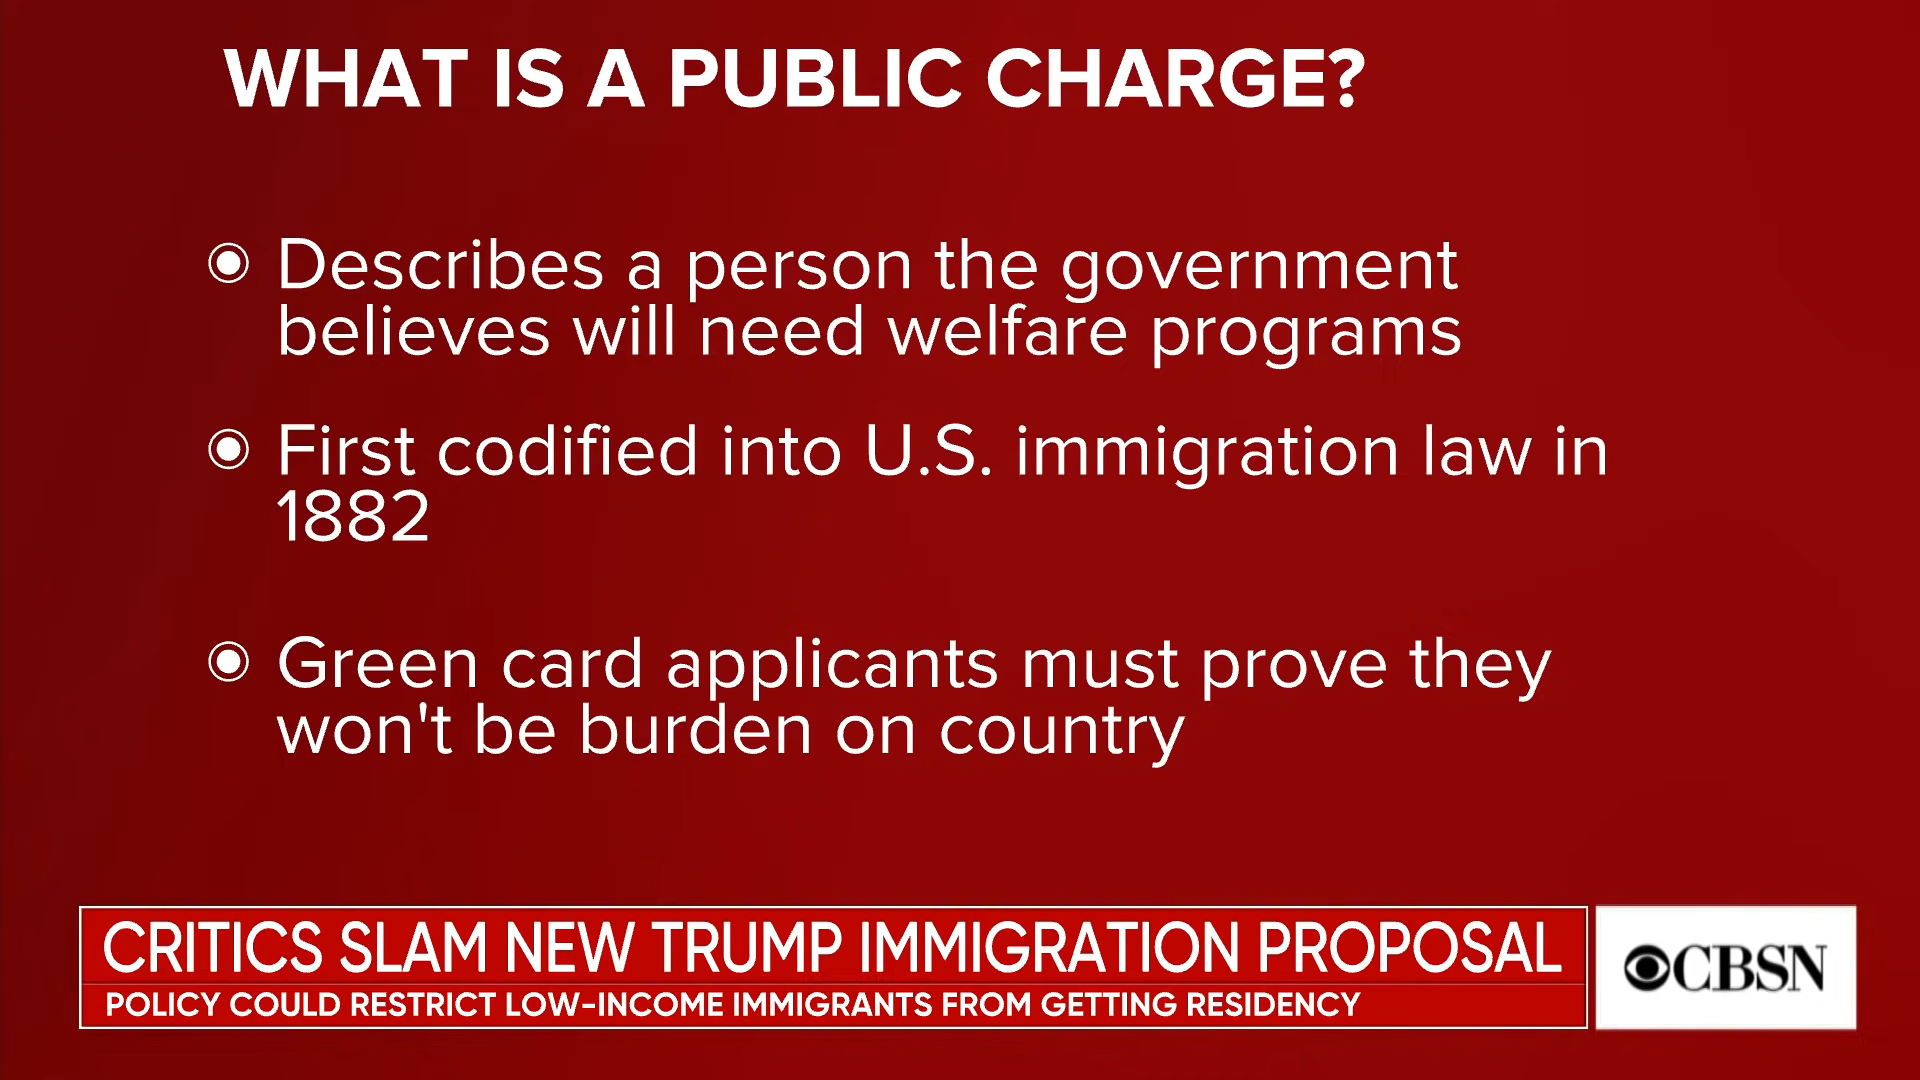 WHAT IS A PUBLIC CHARGE?
Describes a person the government
believes will need welfare programs
First codified into U.S. immigration law in
1882
Green card applicants must prove they
won't be burden on country
CRITICS SLAM NEW TRUMP IMMIGRATION PROPOSAL
POLICY COULD RESTRICT LOW-INCOME IMMIGRANTS FROM GETTING RESIDENCY
CBSN